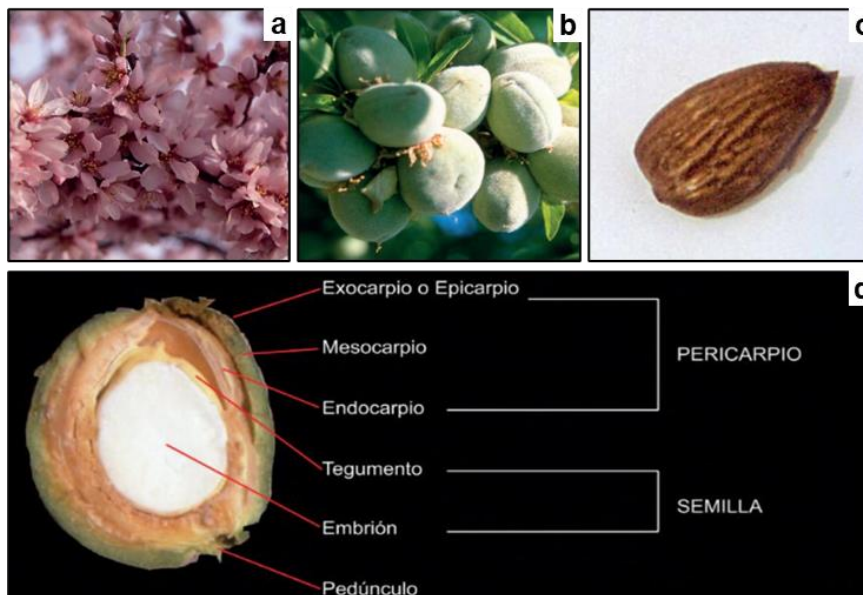 a
b
c
d
Exocarpio o Epicarpio
Mesocarpio
Endocarpio
PERICARPIO
Tegumento
Embrión
SEMILLA
Pedúnculo